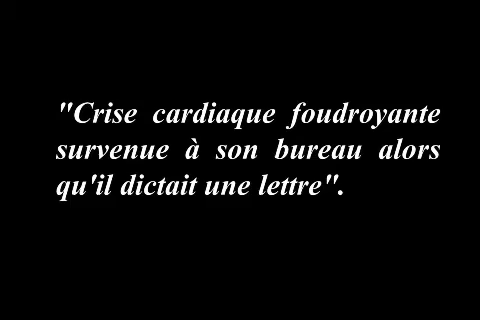 "Crise cardiaque foudroyante
survenue à son bureau alors
qu'il dictait une lettre".